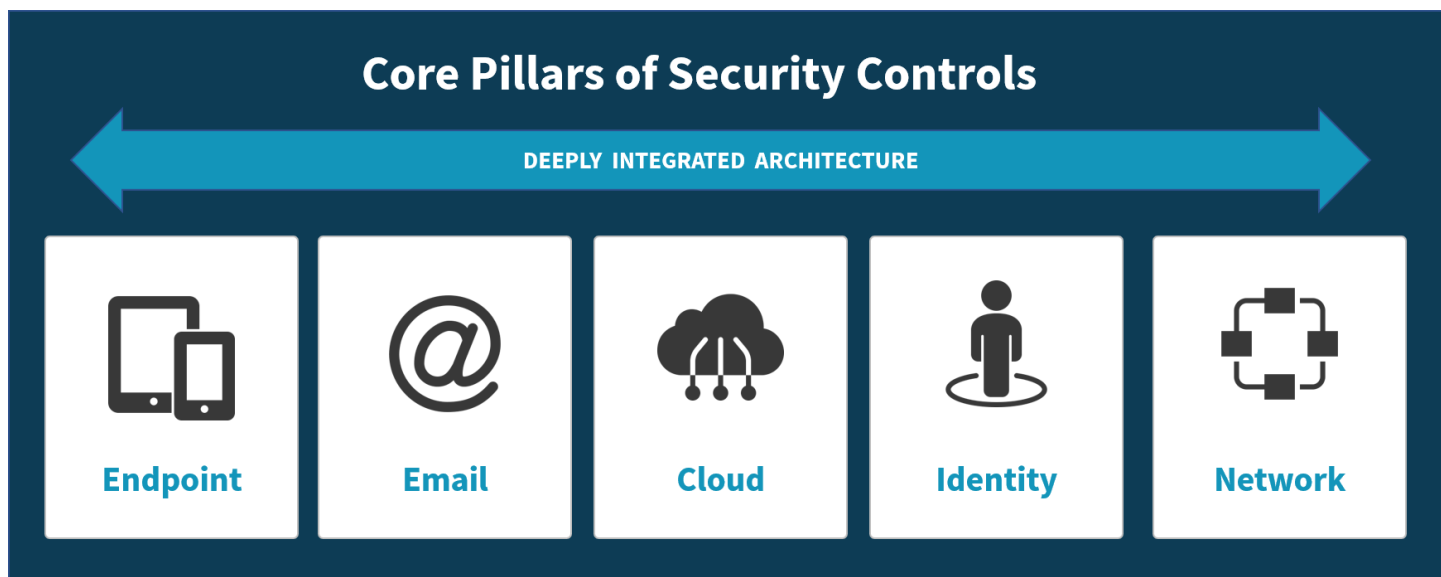 Core Pillars of Security Controls
DEEPLY INTEGRATED ARCHITECTURE
Endpoint
Email
Cloud
Identity
Network